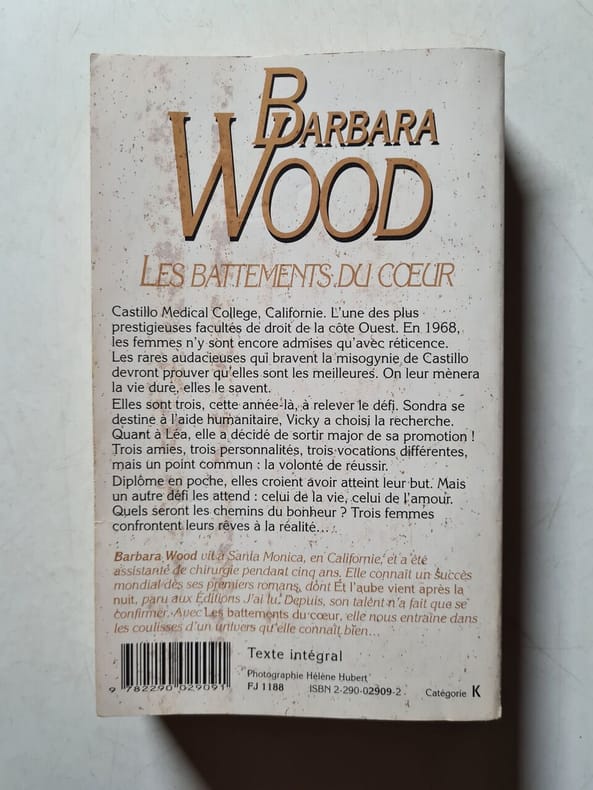 BARBARA
WOOD
LES BATTEMENTS DU CŒUR
Castillo Medical College, Californie. L'une des plus
prestigieuses facultés de droit de la côte Ouest. En 1968,
les femmes n'y sont encore admises qu'avec réticence.
Les rares audacieuses qui bravent la misogynie de Castillo
devront prouver qu'elles sont les meilleures. On leur mènera
la vie dure, elles le savent.
Elles sont trois, cette année-là, à relever le défi. Sondra se
destine à l'aide humanitaire, Vicky a choisi la recherche.
Quant à Léa, elle a décidé de sortir major de sa promotion !
Trois amies, trois personnalités, trois vocations différentes,
mais un point commun : la volonté de réussir.
Diplôme en poche, elles croient avoir atteint leur but. Mais
un autre défi les attend : celui de la vie, celui de l'amour.
Quels seront les chemins du bonheur ? Trois femmes
confrontent leurs rêves à la réalité...
Barbara Wood vit à Santa Monica, en Californie, et a été
assistante de chirurgie pendant cinq ans. Elle connaît un succès
mondial dès ses premiers romans, dont Et l'aube vient après la
nuit, paru aux Éditions J'ai lu. Depuis, son talent n'a fait que se
confirmer. Avec Les battements du cœur, elle nous entraîne dans
les coulisses d'un univers qu'elle connaît bien...
Texte intégral
Photographie Hélène Hubert
9 782290 029091 FJ 1188 ISBN 2-290-02909-2 Catégorie K